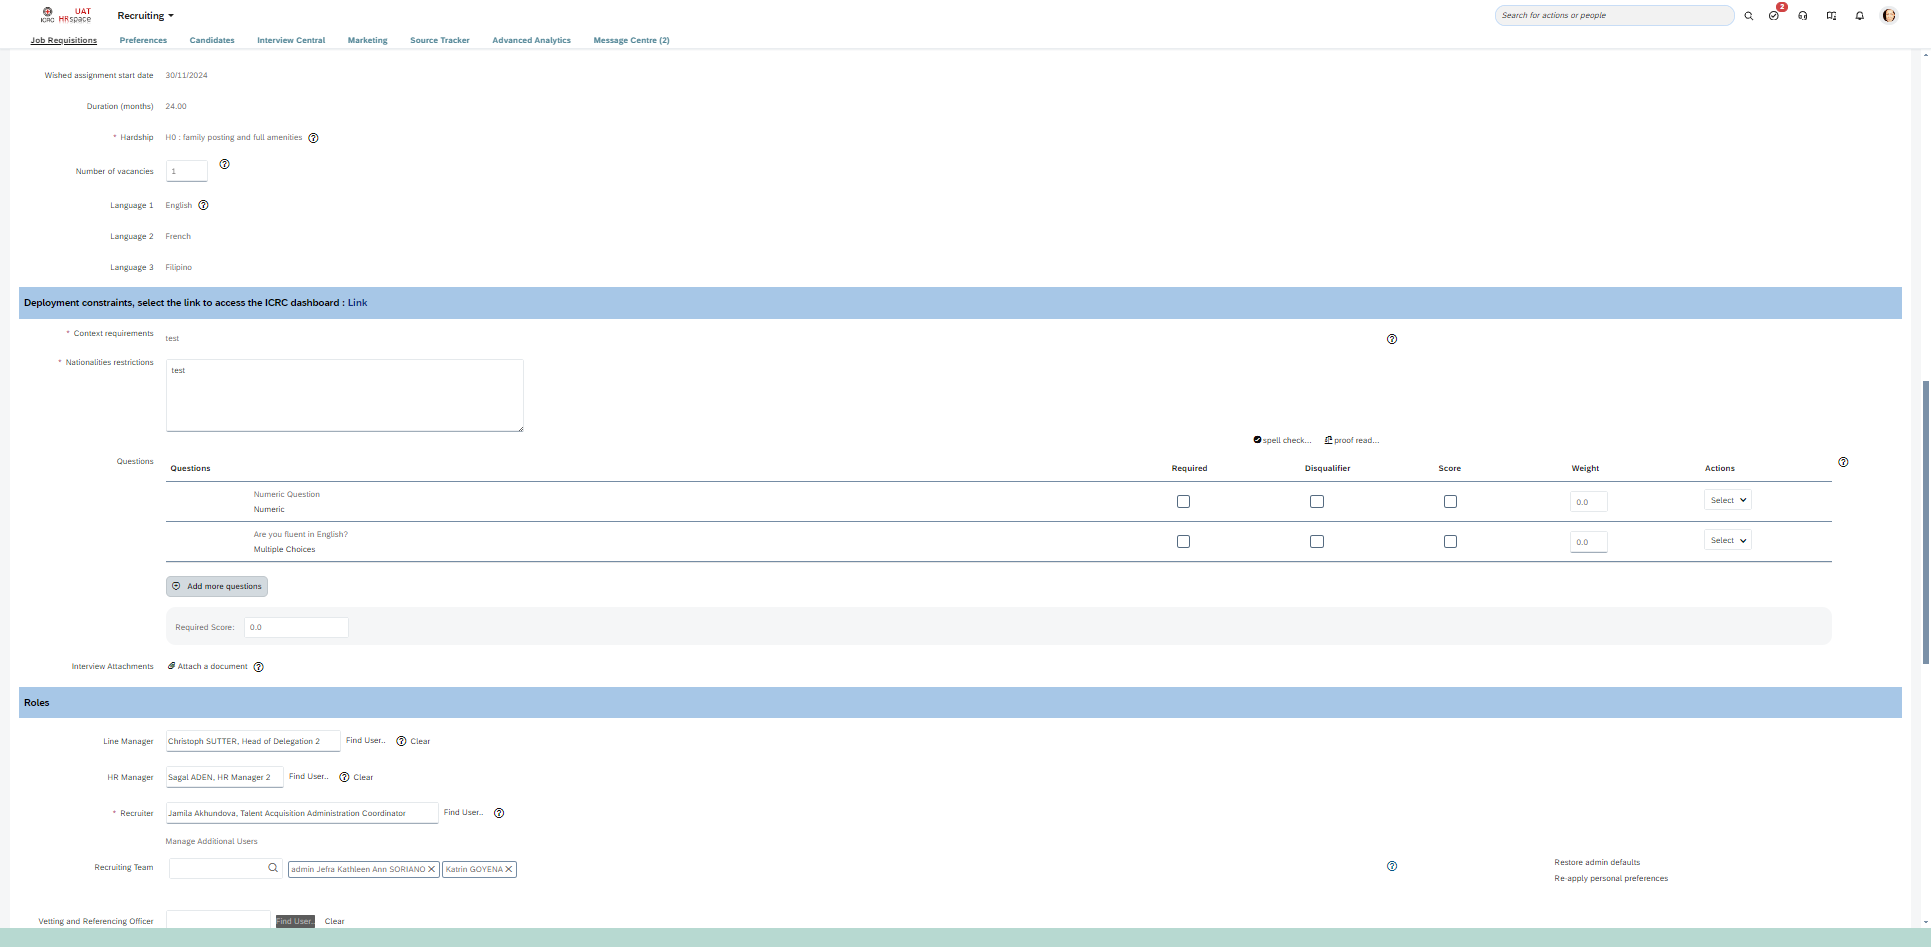 ICRC UAT HRspace
Recruiting
Search for actions or people
2
Job Requisitions Preferences Candidates Interview Central Marketing Source Tracker Advanced Analytics Message Centre (2)
Wished assignment start date 30/11/2024
Duration (months) 24.00
* Hardship H0 : family posting and full amenities
Number of vacancies 1
Language 1 English
Language 2 French
Language 3 Filipino
Deployment constraints, select the link to access the ICRC dashboard : Link
* Context requirements test
* Nationalities restrictions test
spell check... proof read...
Questions Questions Required Disqualifier Score Weight Actions
Numeric Question
Numeric 0.0 Select
Are you fluent in English?
Multiple Choices 0.0 Select
Add more questions
Required Score: 0.0
Interview Attachments Attach a document
Roles
Line Manager Christoph SUTTER, Head of Delegation 2 Find User.. Clear
HR Manager Sagal ADEN, HR Manager 2 Find User.. Clear
* Recruiter Jamila Akhundova, Talent Acquisition Administration Coordinator Find User..
Manage Additional Users
Recruiting Team admin Jefra Kathleen Ann SORIANO Katrin GOYENA
Restore admin defaults
Re-apply personal preferences
Vetting and Referencing Officer Find User.. Clear